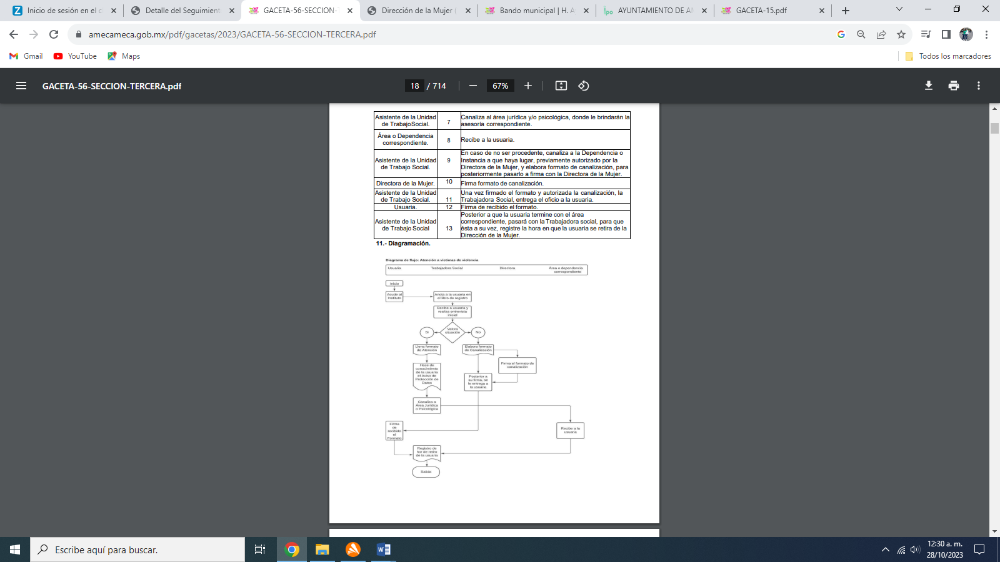 Inicio de sesión en el c
Detalle del Seguimient
GACETA-56-SECCION-
Dirección de la Mujer (
Bando municipal | H. A
AYUNTAMIENTO DE A
GACETA-15.pdf
amecameca.gob.mx/pdf/gacetas/2023/GACETA-56-SECCION-TERCERA.pdf
Gmail
YouTube
Maps
Todos los marcadores
GACETA-56-SECCION-TERCERA.pdf
18 / 714
67%
Asistente de la Unidad
de TrabajoSocial.
7
Canaliza al área jurídica y/o psicológica, donde le brindarán la
asesoría correspondiente.
Área o Dependencia
correspondiente.
8
Recibe a la usuaria.
Asistente de la Unidad
de Trabajo Social.
9
En caso de no ser procedente, canaliza a la Dependencia o
Instancia a que haya lugar, previamente autorizado por la
Directora de la Mujer, y elabora formato de canalización, para
posteriormente pasarlo a firma con la Directora de la Mujer.
Directora de la Mujer.
10
Firma formato de canalización.
Asistente de la Unidad
de Trabajo Social.
11
Una vez firmado el formato y autorizada la canalización, la
Trabajadora Social, entrega el oficio a la usuaria.
Usuaria.
12
Firma de recibido el formato.
Asistente de la Unidad
de Trabajo Social
13
Posterior a que la usuaria termine con el área
correspondiente, pasará con la Trabajadora social, para que
ésta a su vez, registre la hora en que la usuaria se retira de la
Dirección de la Mujer.
11.- Diagramación.
Diagrama de flujo: Atención a víctimas de violencia
Usuaria
Trabajadora Social
Directora
Área o dependencia
correspondiente
Inicio
Acude al
Instituto
Anota a la usuaria en
el libro de registro
Recibe a usuaria y
realiza entrevista
inicial
Valora
situación
Si
No
Llena formato
de Atención
Elabora formato
de Canalización
Firma el formato de
canalización
Hace de
conocimiento
de la usuaria
el Aviso de
Protección de
Datos
Posterior a
su firma, se
le entrega a
la usuaria
Canaliza a
Área Jurídica
o Psicológica
Firma
de
recibido
el
Formato
Recibe a la
usuaria
Registro de
hor de retiro
de la usuaria
Salida
Escribe aquí para buscar.
12:30 a. m.
28/10/2023